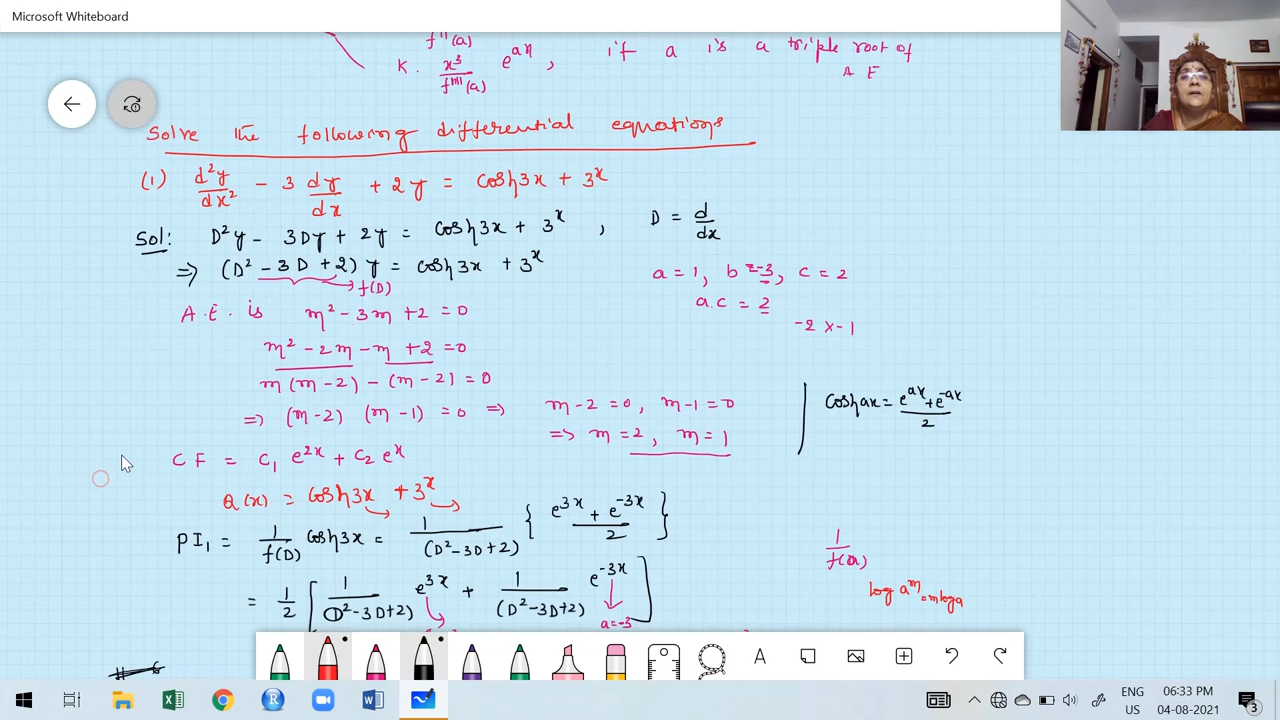 Microsoft Whiteboard
f''(a)
K. x³/f'''(a) e^{ax}, if a is a triple root of
A E
Solve the following differential equations
(1) d²y/dx² - 3 dy/dx + 2y = cosh3x + 3^x
Sol: D²y - 3Dy + 2y = cosh3x + 3^x , D = d/dx
⇒ (D² - 3D + 2) y = cosh3x + 3^x
f(D)
a = 1, b = -3, c = 2
a.c = 2
-2 x -1
A.E. is m² - 3m + 2 = 0
m² - 2m - m + 2 = 0
m(m-2) - (m-2) = 0
⇒ (m-2) (m-1) = 0 ⇒ m-2 = 0, m-1 = 0
⇒ m = 2, m = 1
coshax = (e^{ax} + e^{-ax})/2
CF = C₁ e^{2x} + C₂ e^x
Q(x) = cosh3x + 3^x
PI₁ = 1/f(D) cosh3x = 1/(D²-3D+2) { (e^{3x} + e^{-3x})/2 }
= 1/2 [ 1/(D²-3D+2) e^{3x} + 1/(D²-3D+2) e^{-3x} ]
a=-3
log a^m = m log a
ENG
US
06:33 PM
04-08-2021
3